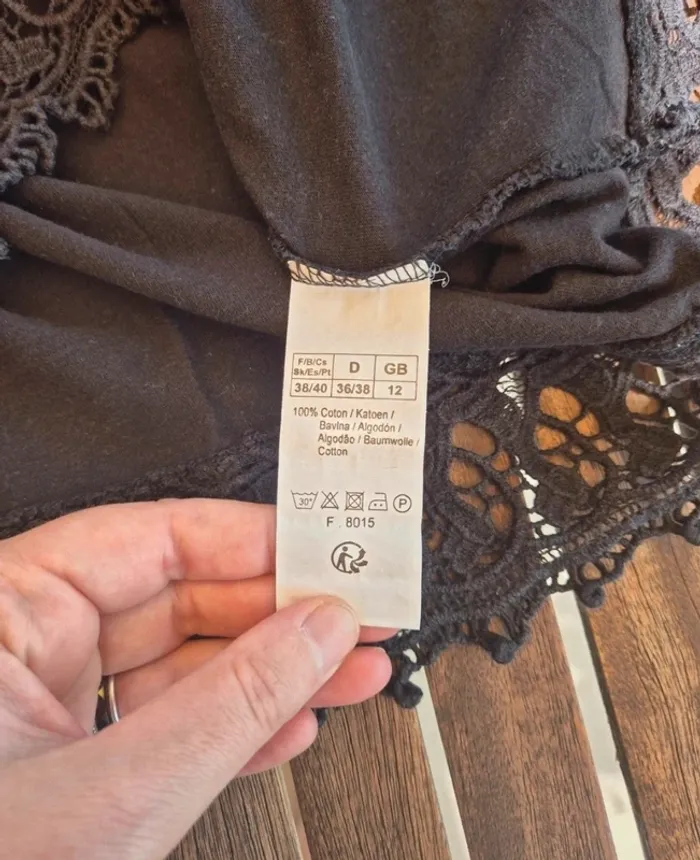 F/B/Cs
Sk/Es/Pt D GB
38/40 36/38 12
100% Coton / Katoen /
Bavlna / Algodón /
Algodão / Baumwolle /
Cotton
30° P
F . 8015